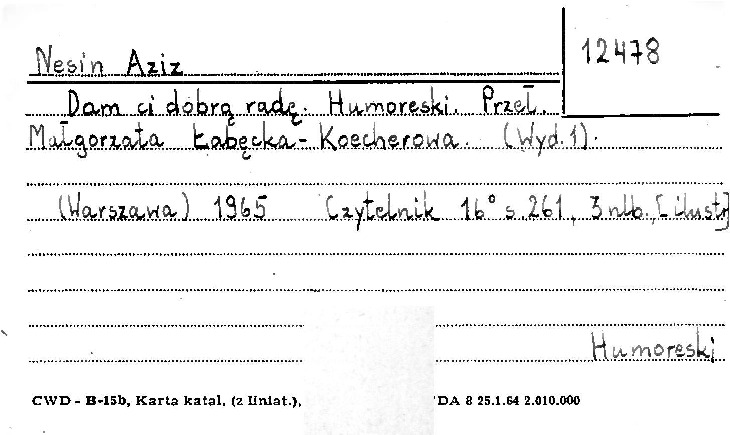 12478
Nesin Aziz
Dam ci dobrą radę. Humoreski. Przeł.
Małgorzata Łabęcka-Koecherowa. (Wyd. 1).
(Warszawa) 1965 Czytelnik 16° s. 261, 3 nlb., [ilustr]
Humoreski
CWD - B-15b, Karta katal. (z liniat.), DA 8 25.1.64 2.010.000